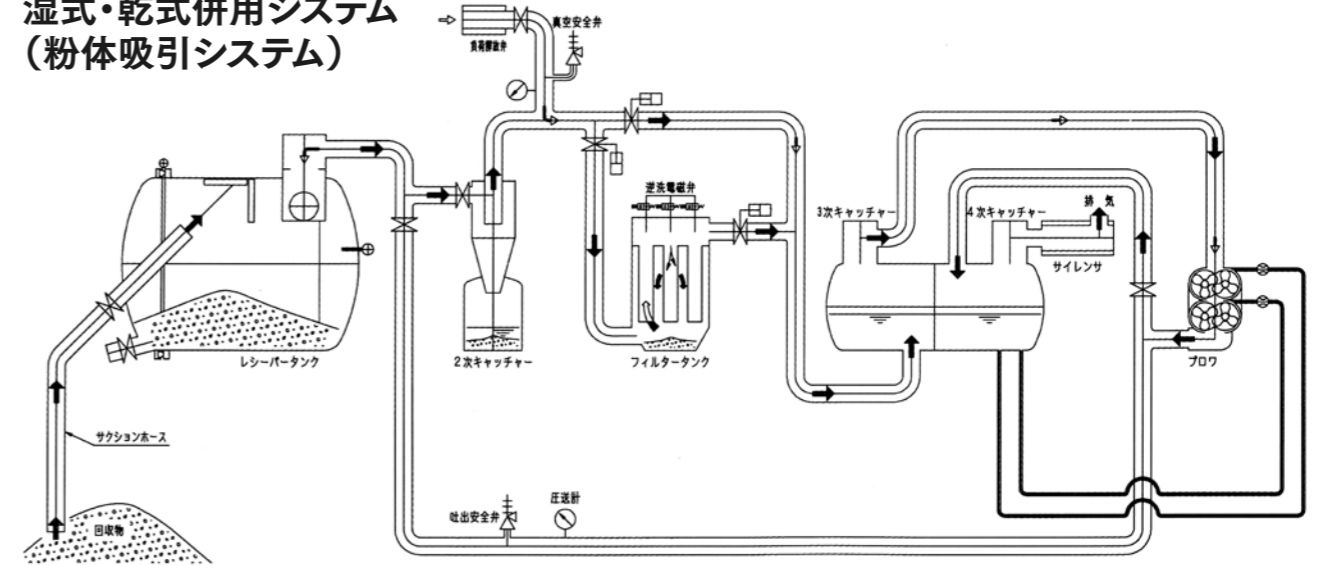 湿式・乾式併用システム
(粉体吸引システム)
負荷解放弁
真空安全弁
逆洗電磁弁
3次キャッチャー
4次キャッチャー
排気
サイレンサ
レシーバータンク
2次キャッチャー
フィルタータンク
ブロワ
サクションホース
回収物
吐出安全弁
圧送計